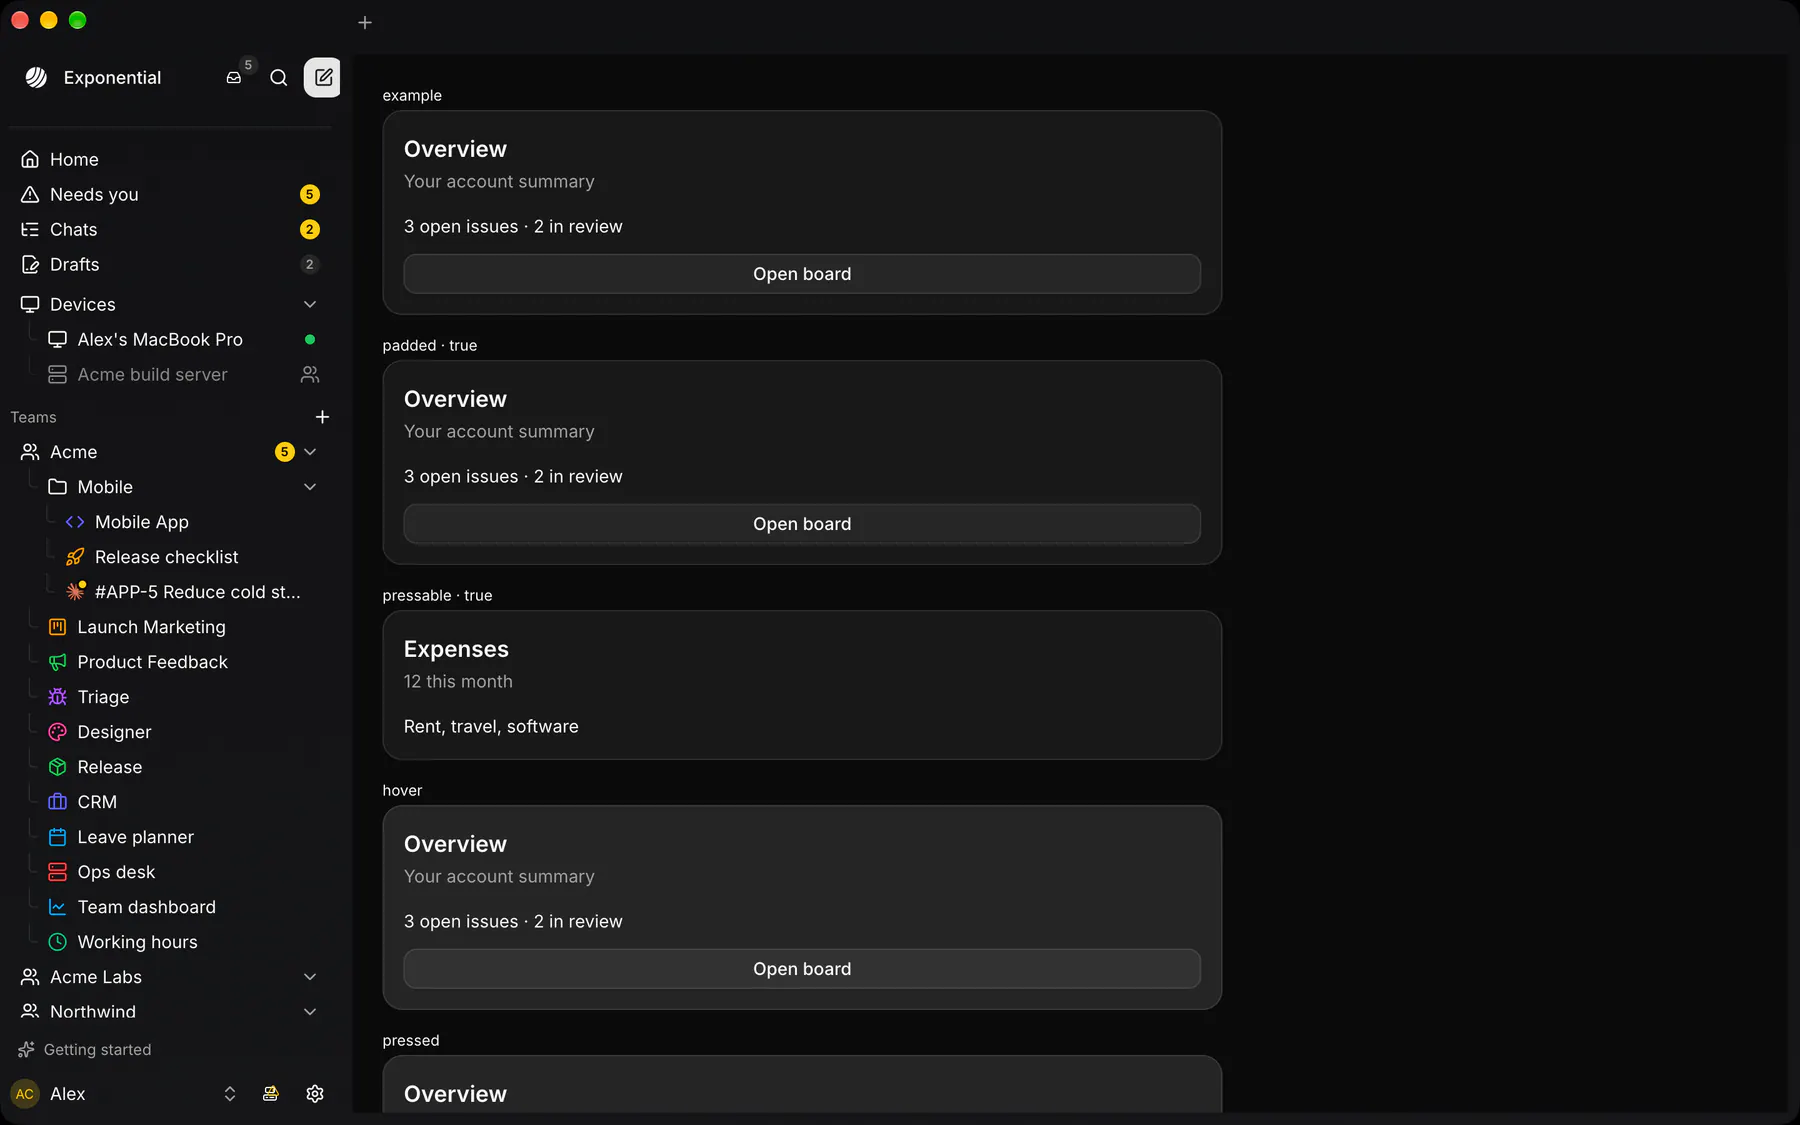 Exponential
5
Home
Needs you
5
Chats
2
Drafts
2
Devices
Alex's MacBook Pro
Acme build server
Teams
Acme
5
Mobile
Mobile App
Release checklist
#APP-5 Reduce cold st...
Launch Marketing
Product Feedback
Triage
Designer
Release
CRM
Leave planner
Ops desk
Team dashboard
Working hours
Acme Labs
Northwind
Getting started
AC
Alex
example
Overview
Your account summary
3 open issues · 2 in review
Open board
padded · true
Overview
Your account summary
3 open issues · 2 in review
Open board
pressable · true
Expenses
12 this month
Rent, travel, software
hover
Overview
Your account summary
3 open issues · 2 in review
Open board
pressed
Overview